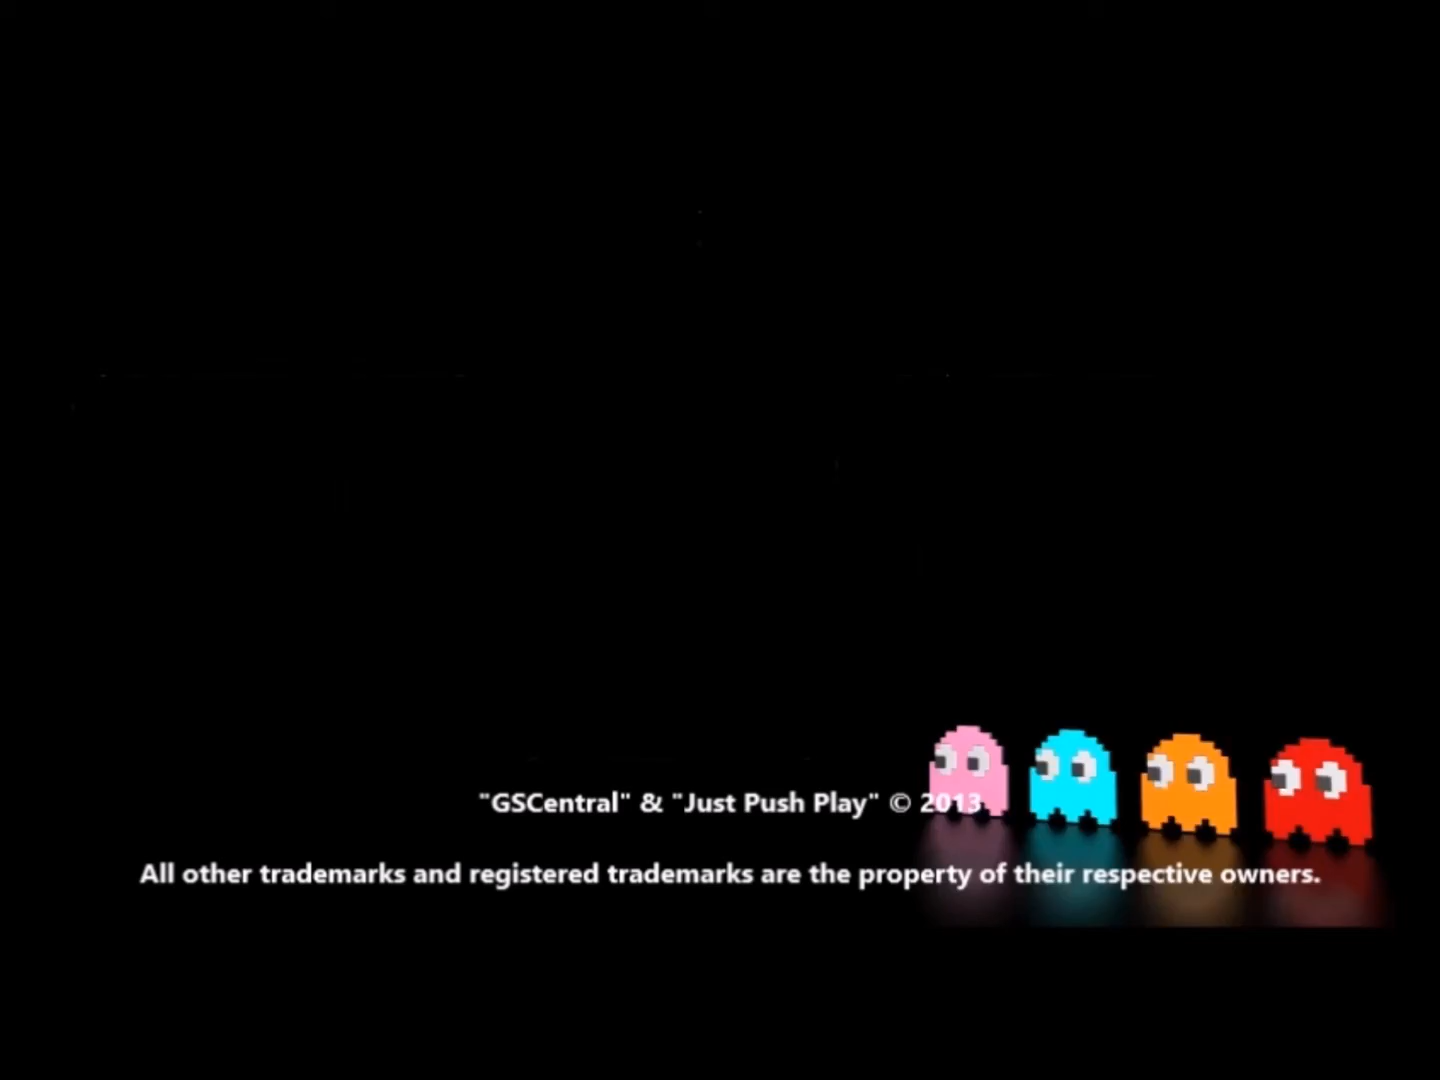 "GSCentral" & "Just Push Play" © 2013
All other trademarks and registered trademarks are the property of their respective owners.